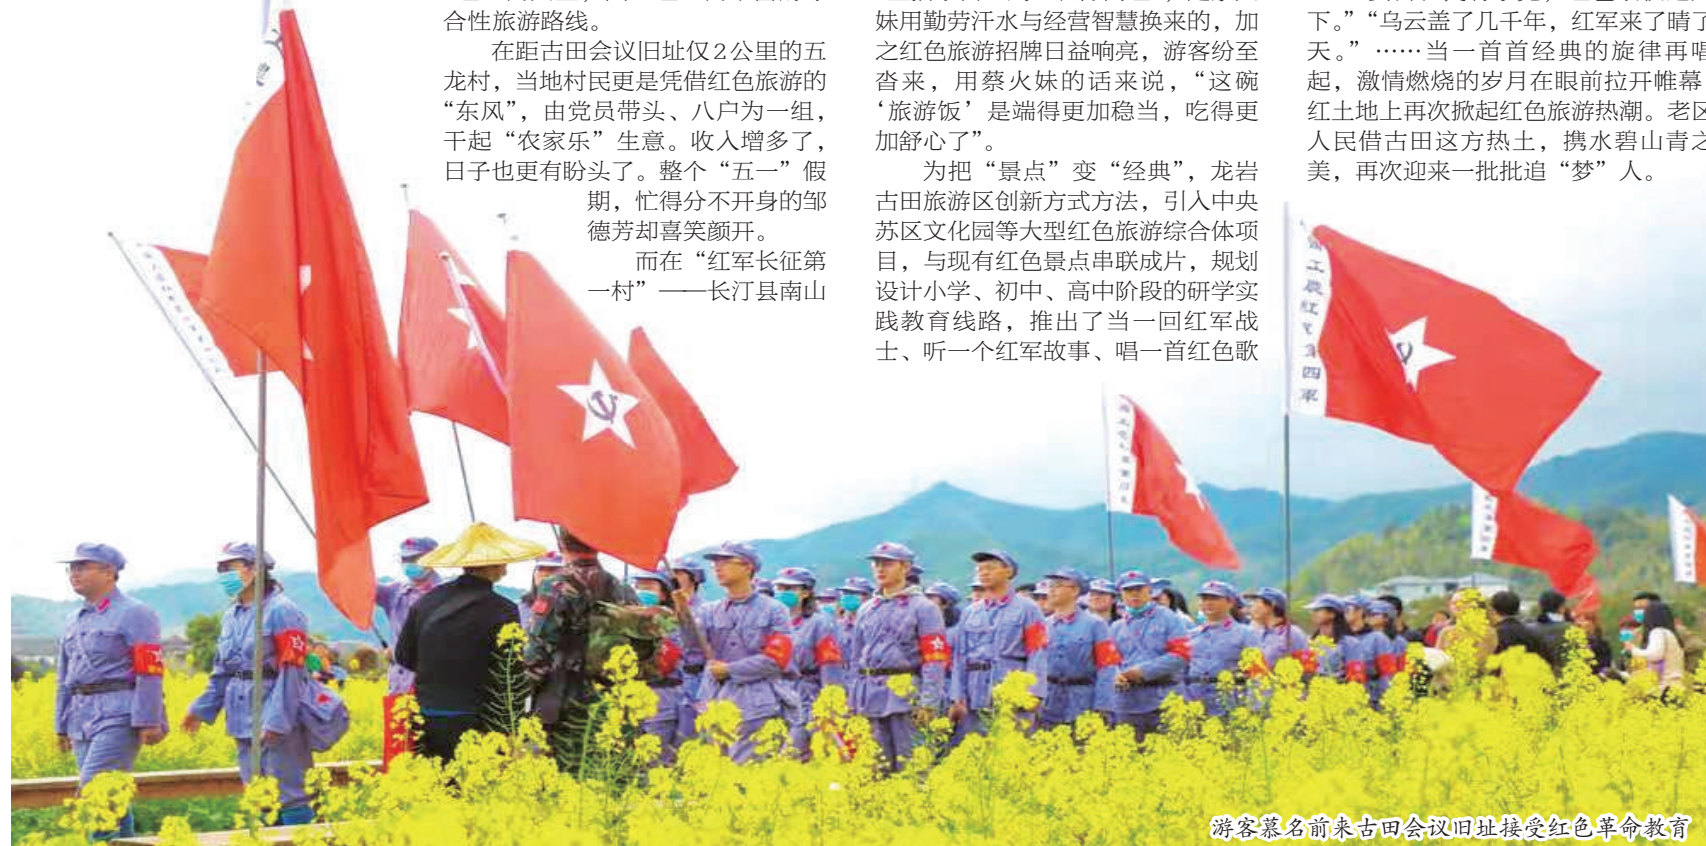 合性旅游路线。
在距古田会议旧址仅2公里的五
龙村，当地村民更是凭借红色旅游的
“东风”，由党员带头、八户为一组，
干起“农家乐”生意。收入增多了，
日子也更有盼头了。整个“五一”假
期，忙得分不开身的邹
德芳却喜笑颜开。
而在“红军长征第
一村”——长汀县南山
妹用勤劳汗水与经营智慧换来的，加
之红色旅游招牌日益响亮，游客纷至
沓来，用蔡火妹的话来说，“这碗
‘旅游饭’是端得更加稳当，吃得更
加舒心了”。
为把“景点”变“经典”，龙岩
古田旅游区创新方式方法，引入中央
苏区文化园等大型红色旅游综合体项
目，与现有红色景点串联成片，规划
设计小学、初中、高中阶段的研学实
践教育线路，推出了当一回红军战
士、听一个红军故事、唱一首红色歌
下。”“乌云盖了几千年，红军来了晴了
天。”……当一首首经典的旋律再唱
起，激情燃烧的岁月在眼前拉开帷幕
红土地上再次掀起红色旅游热潮。老区
人民借古田这方热土，携水碧山青之
美，再次迎来一批批追“梦”人。
工农红军第四军
游客慕名前来古田会议旧址接受红色革命教育